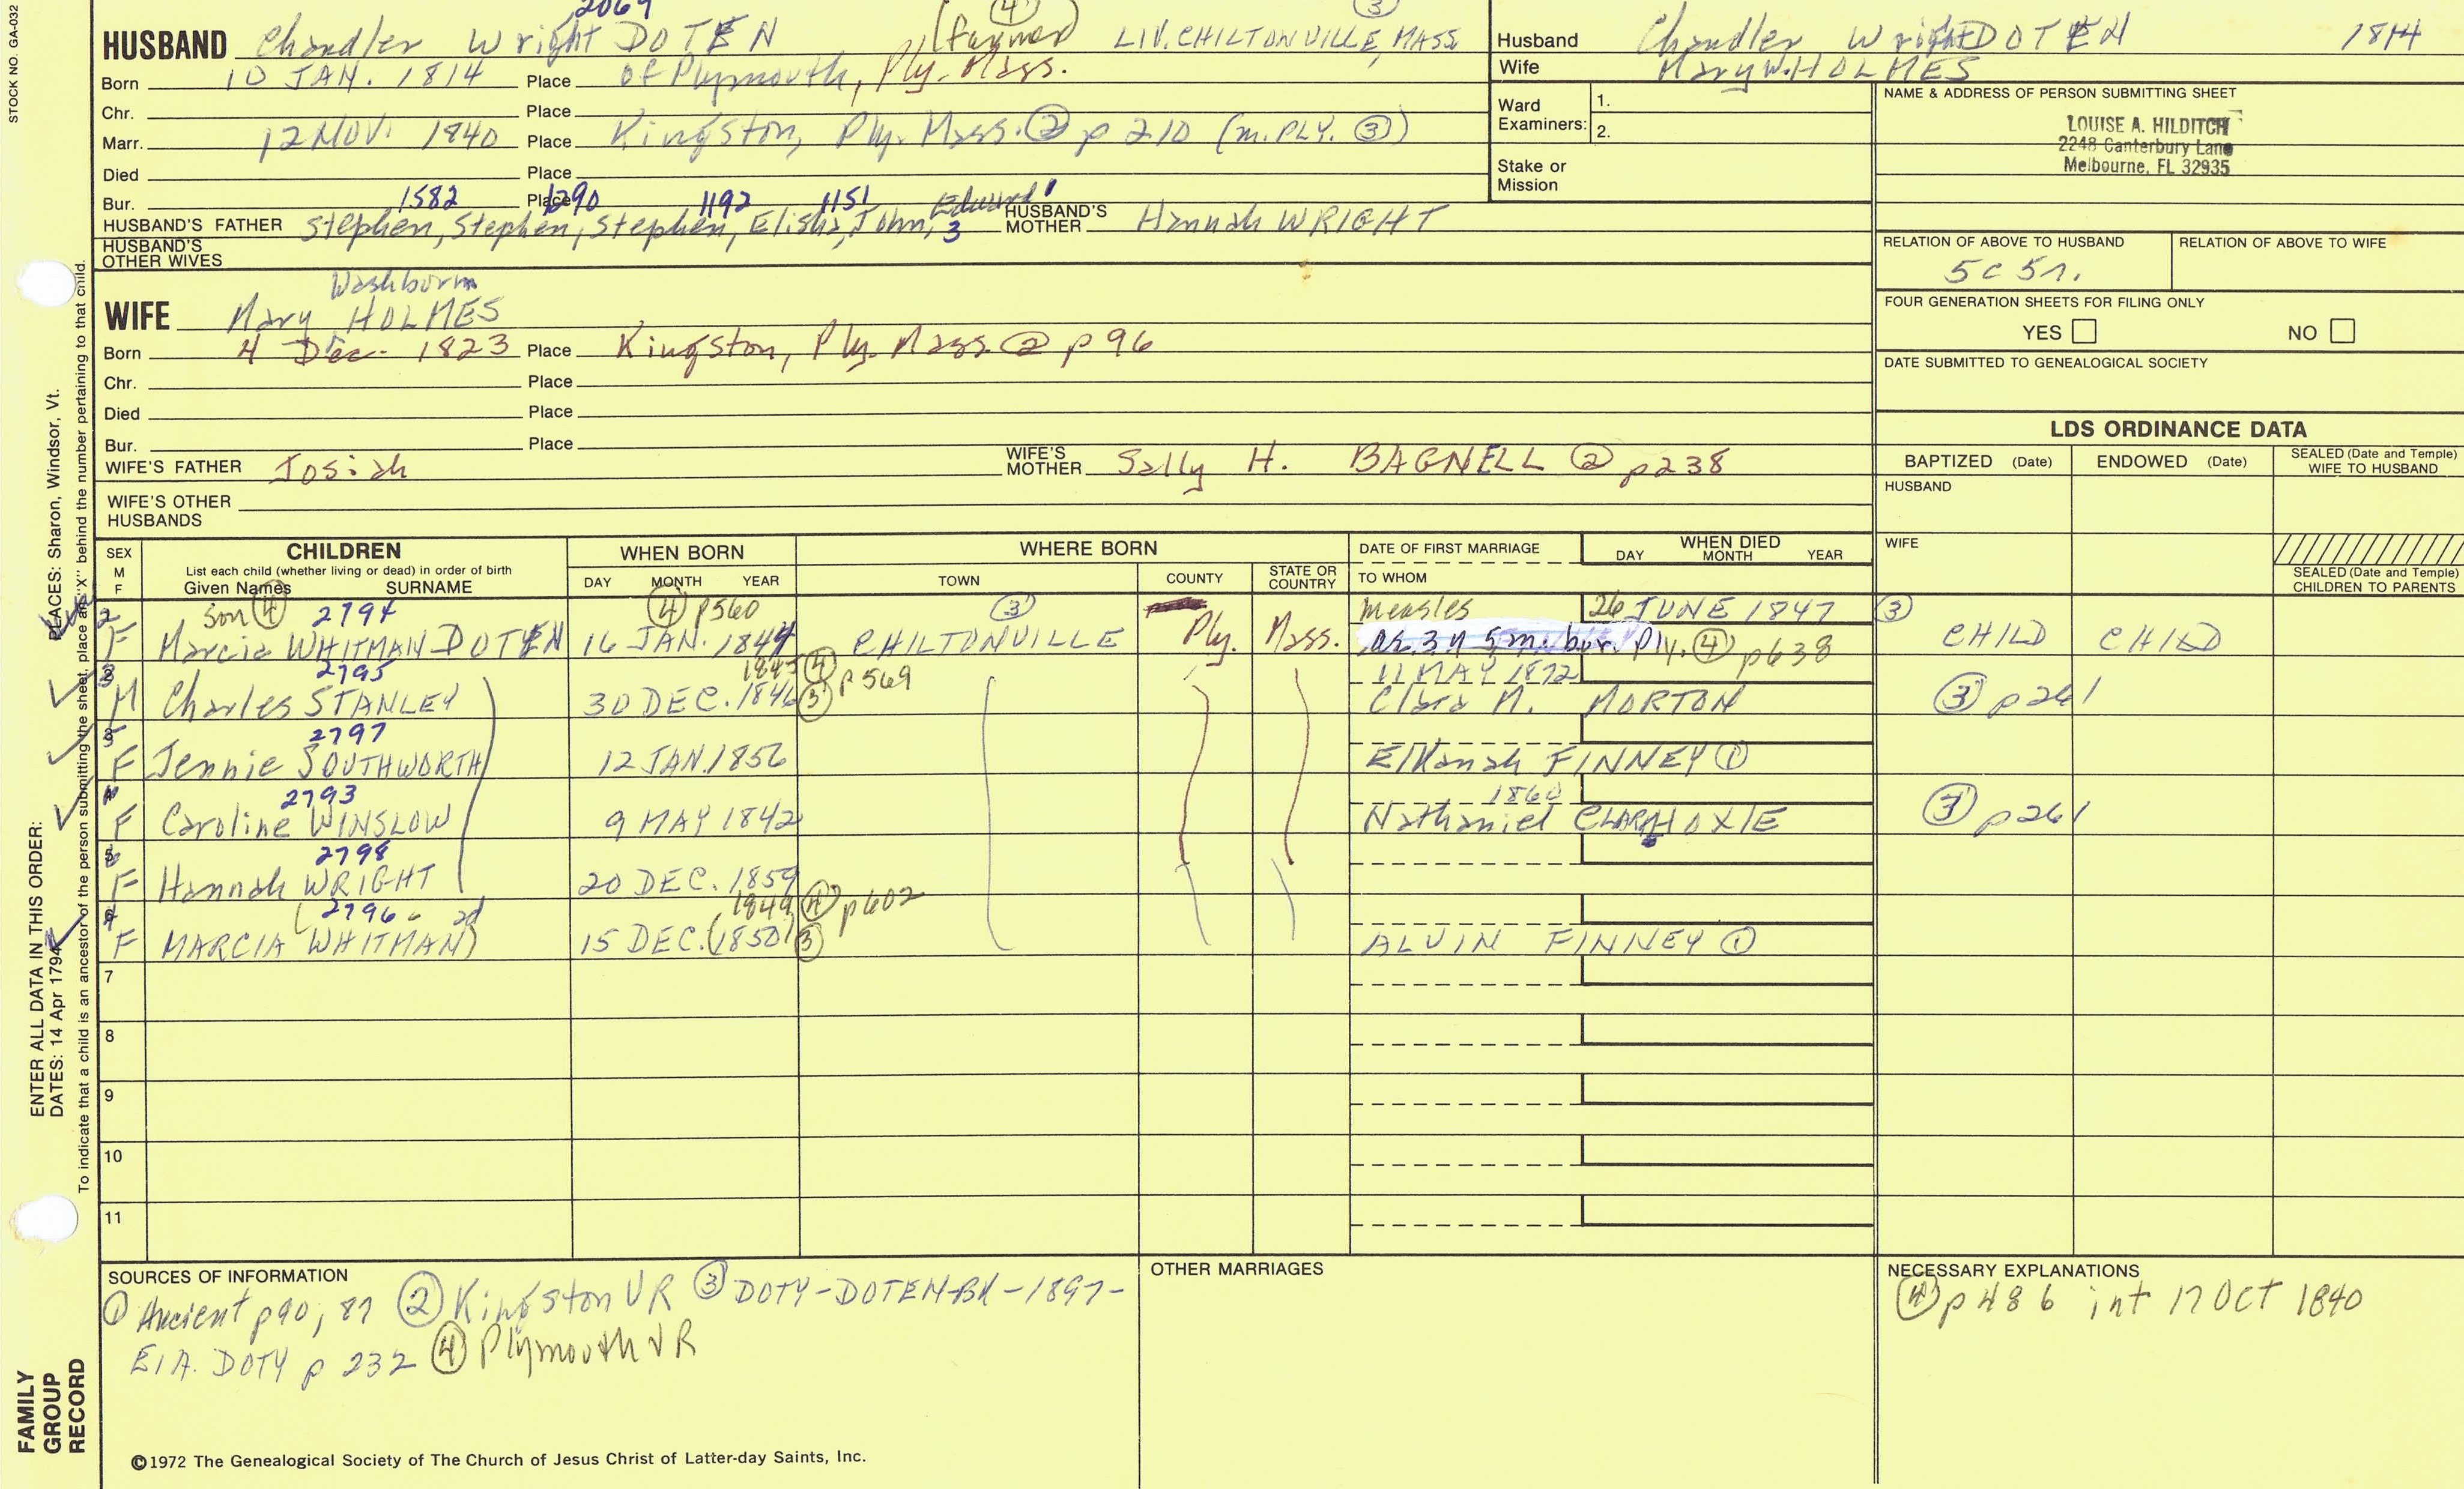 STOCK NO. GA-032
2069
HUSBAND Chandler Wright DOTEN (farmer) ④ LIV. CHILTONVILLE, MASS ③
Born 10 JAN. 1814 Place of Plymouth, Ply. Mass.
Chr. Place
Marr. 12 NOV. 1840 Place Kingston, Ply. Mass. ② p 210 (m. PLY. ③)
Died Place
Bur. Place
1582 1290 1192 1151
HUSBAND'S FATHER Stephen, Stephen, Stephen, Elisha, John, 3 Edward 1
HUSBAND'S MOTHER Hannah WRIGHT
HUSBAND'S OTHER WIVES
Washburn
WIFE Mary HOLMES
Born 4 Dec. 1823 Place Kingston, Ply. Mass. ② p 96
Chr. Place
Died Place
Bur. Place
WIFE'S FATHER Josiah
WIFE'S MOTHER Sally H. BAGNELL ② p238
WIFE'S OTHER HUSBANDS
Husband Chandler Wright DOTEN 1814
Wife Mary W. HOLMES
Ward Examiners: 1.
2.
Stake or Mission
NAME & ADDRESS OF PERSON SUBMITTING SHEET
LOUISE A. HILDITCH
2248 Canterbury Lane
Melbourne, FL 32935
RELATION OF ABOVE TO HUSBAND RELATION OF ABOVE TO WIFE
5 C 5 r.
FOUR GENERATION SHEETS FOR FILING ONLY
YES NO
DATE SUBMITTED TO GENEALOGICAL SOCIETY
LDS ORDINANCE DATA
BAPTIZED (Date) ENDOWED (Date) SEALED (Date and Temple) WIFE TO HUSBAND
HUSBAND
WIFE
SEALED (Date and Temple) CHILDREN TO PARENTS
SEX M F
CHILDREN
List each child (whether living or dead) in order of birth
Given Names SURNAME
WHEN BORN
DAY MONTH YEAR
WHERE BORN
TOWN COUNTY STATE OR COUNTRY
DATE OF FIRST MARRIAGE
TO WHOM
WHEN DIED
DAY MONTH YEAR
son ④ 2794 ④ p560 ③ measles 26 JUNE 1847 ③
F Marcia WHITMAN DOTEN 16 JAN. 1844 CHILTONVILLE Ply. Mass. ae. 3 y 5 m. bur. Ply. ④ p638 CHILD CHILD
2795 1845 ④ p569 11 MAY 1872
M Charles STANLEY 30 DEC. 1846 ③ Clara N. MORTON ③ p261
2797
F Jennie SOUTHWORTH 12 JAN. 1856 Elkanah FINNEY ①
2793 1860
F Caroline WINSLOW 9 MAY 1842 Nathaniel CLARK HOXIE ③ p261
2798
F Hannah WRIGHT 20 DEC. 1859
2796 2d 1849 ④ p602
F MARCIA (WHITMAN) 15 DEC. (1850) ③ ALVIN FINNEY ①
7
8
9
10
11
SOURCES OF INFORMATION
① Ancient p90, 87 ② Kingston VR ③ DOTY-DOTEN-BK-1897-
E. A. DOTY p 232 ④ Plymouth VR
OTHER MARRIAGES
NECESSARY EXPLANATIONS
④ p486 int 17 OCT 1840
©1972 The Genealogical Society of The Church of Jesus Christ of Latter-day Saints, Inc.
FAMILY GROUP RECORD
ENTER ALL DATA IN THIS ORDER:
DATES: 14 Apr 1794
PLACES: Sharon, Windsor, Vt.
To indicate that a child is an ancestor of the person submitting the sheet, place an "X" behind the number pertaining to that child.